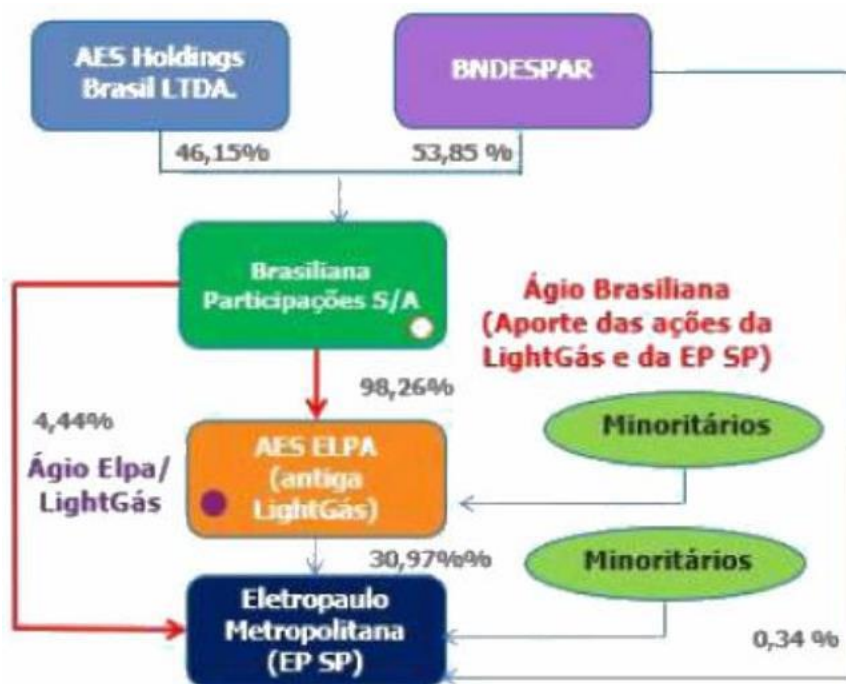 AES Holdings
Brasil LTDA.
BNDESPAR
46,15%
53,85 %
Brasiliana
Participações S/A
Ágio Brasiliana
(Aporte das ações da
LightGás e da EP SP)
98,26%
4,44%
Ágio Elpa/
LightGás
AES ELPA
(antiga
LightGás)
Minoritários
30,97%%
Minoritários
Eletropaulo
Metropolitana
(EP SP)
0,34 %